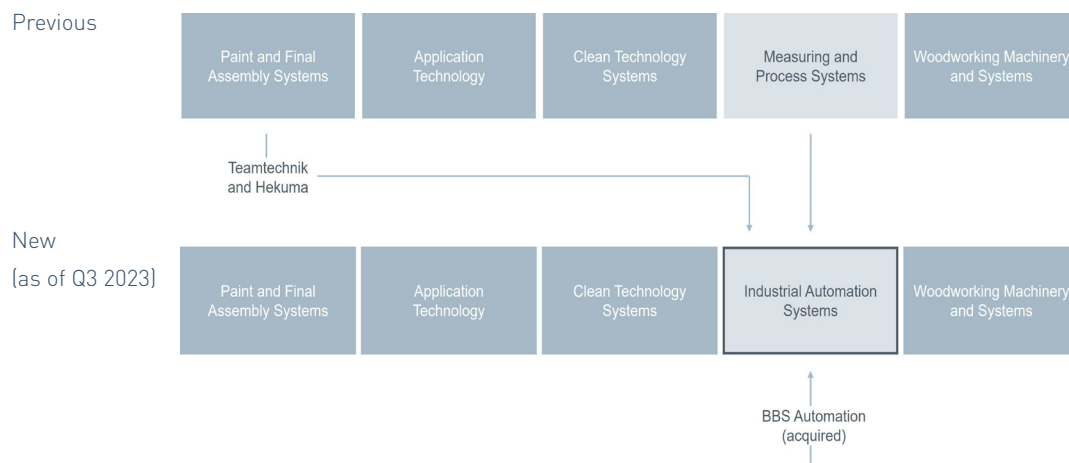 Previous
Paint and Final
Assembly Systems
Application
Technology
Clean Technology
Systems
Measuring and
Process Systems
Woodworking Machinery
and Systems
Teamtechnik
and Hekuma
New
(as of Q3 2023)
Paint and Final
Assembly Systems
Application
Technology
Clean Technology
Systems
Industrial Automation
Systems
Woodworking Machinery
and Systems
BBS Automation
(acquired)